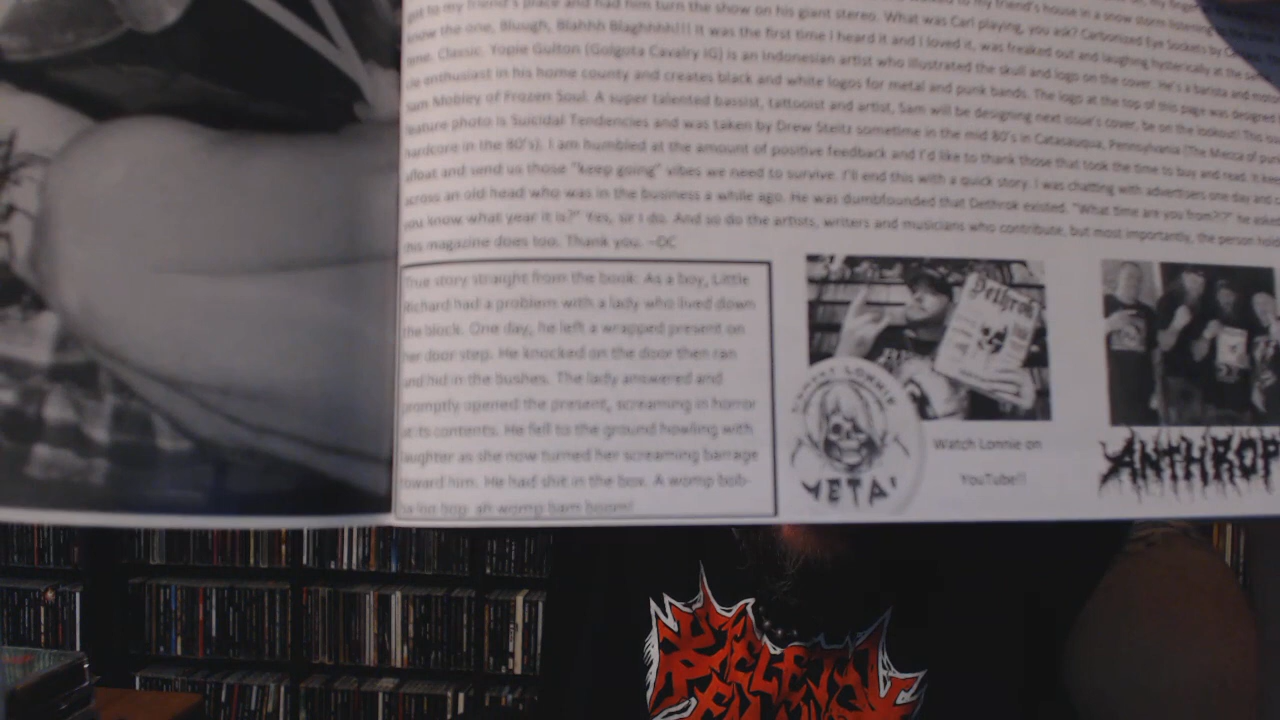 to my friend's place and had him turn the show on his giant stereo. What was Carl playing, you ask? Carbonized Eye Sockets by
know the one, Bluugh, Blahhh Blaghhhh!!! It was the first time I heard it and I loved it, was freaked out and laughing hysterically at the
time. Classic. Yopie Gulton (Golgota Cavalry IG) is an Indonesian artist who illustrated the skull and logo on the cover. He's a barista and
enthusiast in his home county and creates black and white logos for metal and punk bands. The logo at the top of this page was designed
Sam Mobley of Frozen Soul. A super talented bassist, tattooist and artist, Sam will be designing next issue's cover, be on the lookout! This
feature photo is Suicidal Tendencies and was taken by Drew Steitz sometime in the mid 80's in Catasauqua, Pennsylvania (The Mecca of
hardcore in the 80's). I am humbled at the amount of positive feedback and I'd like to thank those that took the time to buy and read. It
afloat and send us those "keep going" vibes we need to survive. I'll end this with a quick story. I was chatting with advertisers one day and
across an old head who was in the business a while ago. He was dumbfounded that Dethrok existed. "What time are you from?!?" he
you know what year it is?" Yes, sir I do. And so do the artists, writers and musicians who contribute, but most importantly, the person
this magazine does too. Thank you. ~DC
True story straight from the book: As a boy, Little
Richard had a problem with a lady who lived down
the block. One day, he left a wrapped present on
her door step. He knocked on the door then ran
and hid in the bushes. The lady answered and
promptly opened the present, screaming in horror
at its contents. He fell to the ground howling with
laughter as she now turned her screaming barrage
toward him. He had shit in the box. A womp bob-
a-lop bop, ah womp bam boom!
Dethrok
LONNIE
META
Watch Lonnie on
YouTube!!
ANTHROP